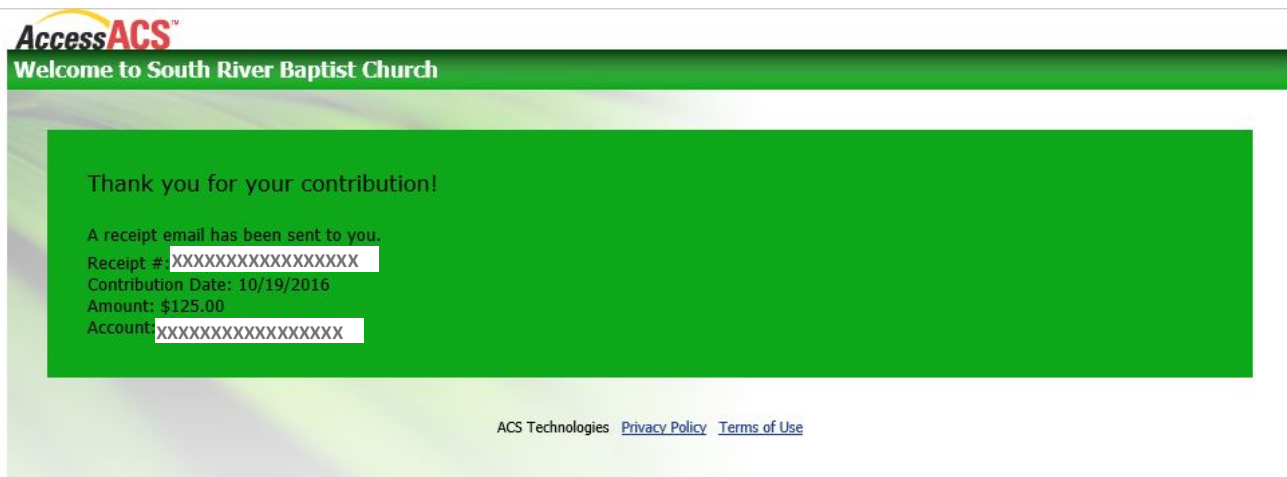 AccessACS™
Welcome to South River Baptist Church
Thank you for your contribution!
A receipt email has been sent to you.
Receipt #: XXXXXXXXXXXXXXXXX
Contribution Date: 10/19/2016
Amount: $125.00
Account: XXXXXXXXXXXXXXXXX
ACS Technologies Privacy Policy Terms of Use